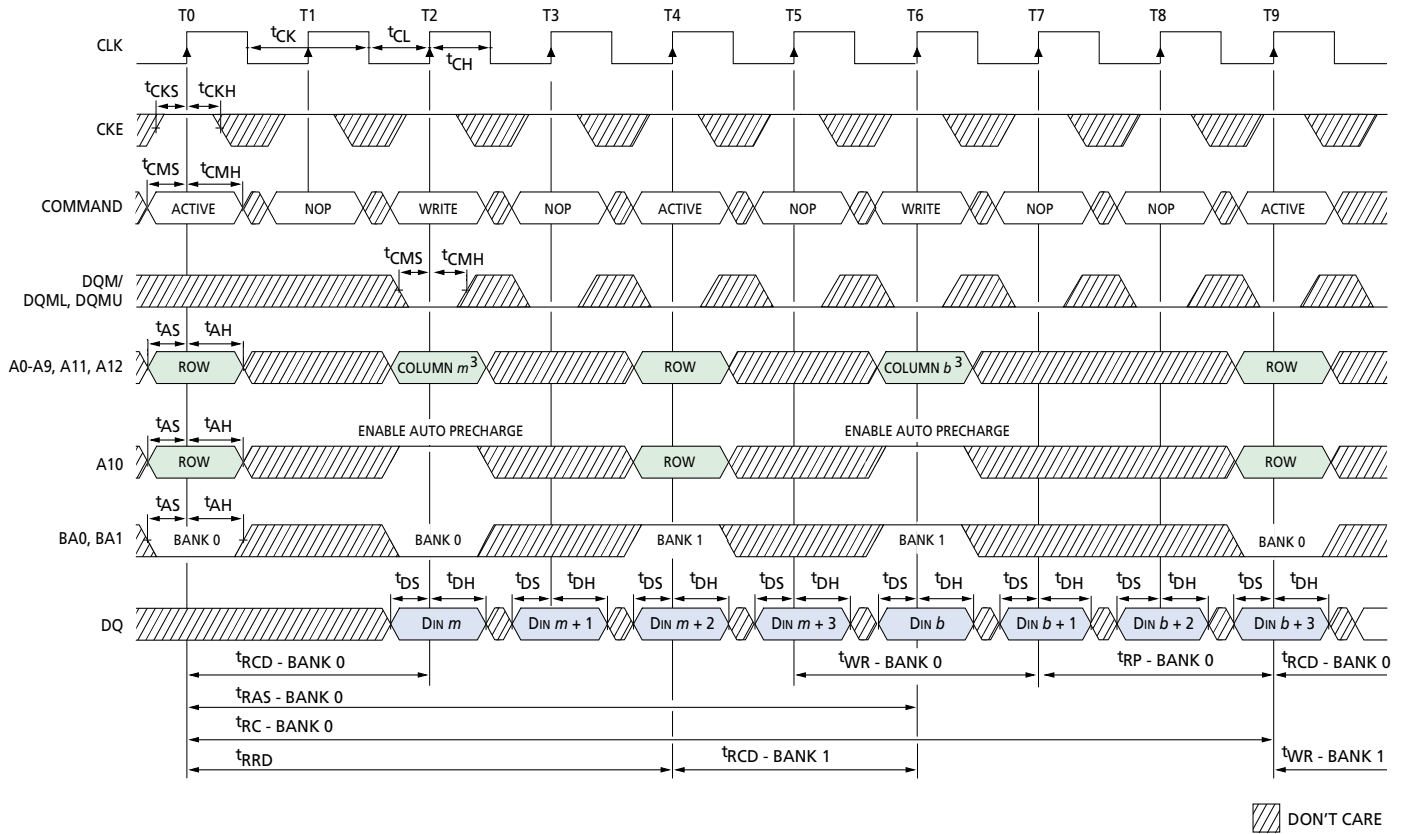 T0 T1 T2 T3 T4 T5 T6 T7 T8 T9
CLK
tCK tCL
tCH
tCKS tCKH
CKE
tCMS tCMH
COMMAND ACTIVE NOP WRITE NOP ACTIVE NOP WRITE NOP NOP ACTIVE
tCMS tCMH
DQM/
DQML, DQMU
tAS tAH
A0-A9, A11, A12 ROW COLUMN m3 ROW COLUMN b3 ROW
tAS tAH
ENABLE AUTO PRECHARGE ENABLE AUTO PRECHARGE
A10 ROW ROW ROW
tAS tAH
BA0, BA1 BANK 0 BANK 0 BANK 1 BANK 1 BANK 0
tDS tDH tDS tDH tDS tDH tDS tDH tDS tDH tDS tDH tDS tDH tDS tDH
DQ DIN m DIN m + 1 DIN m + 2 DIN m + 3 DIN b DIN b + 1 DIN b + 2 DIN b + 3
tRCD - BANK 0 tWR - BANK 0 tRP - BANK 0 tRCD - BANK 0
tRAS - BANK 0
tRC - BANK 0
tRRD tRCD - BANK 1 tWR - BANK 1
DON'T CARE